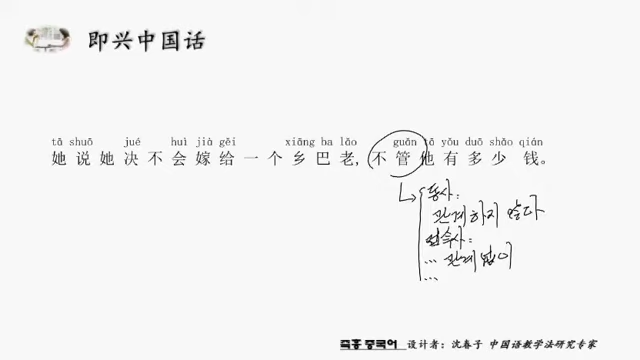 即兴中国话
tā shuō jué huì jià gěi xiāng ba lǎo guǎn tā yǒu duō shǎo qián
她说她决不会嫁给一个乡巴老,不管他有多少钱。
동사:
관계하지 않다
접속사:
... 관계없이
...
즉흥 중국어 设计者:沈春子 中国语教学法研究专家